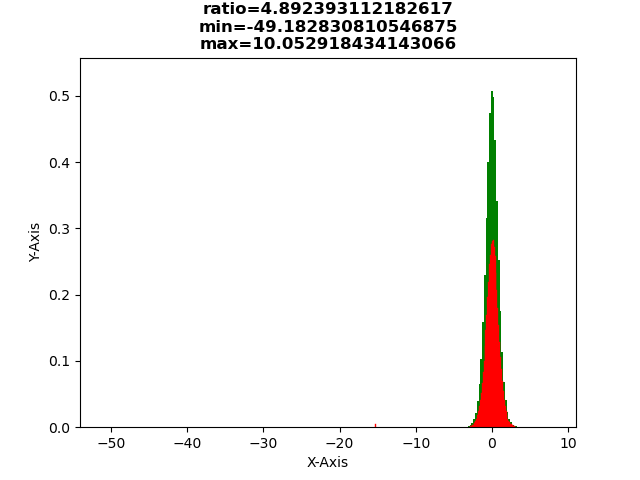 ratio=4.892393112182617
min=-49.182830810546875
max=10.052918434143066
0.5
0.4
0.3
0.2
0.1
0.0
Y-Axis
−50 −40 −30 −20 −10 0 10
X-Axis